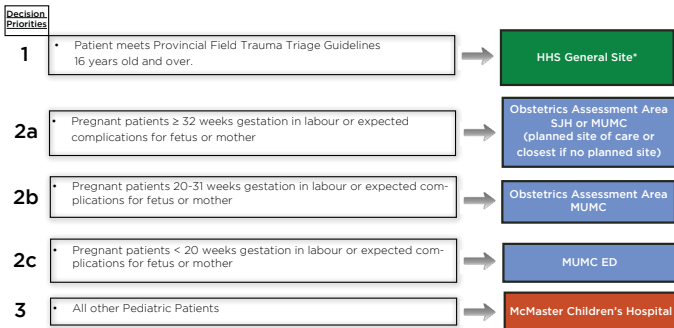 Decision
Priorities
1
• Patient meets Provincial Field Trauma Triage Guidelines
16 years old and over.
HHS General Site*
2a
• Pregnant patients ≥ 32 weeks gestation in labour or expected
complications for fetus or mother
Obstetrics Assessment Area
SJH or MUMC
(planned site of care or
closest if no planned site)
2b
• Pregnant patients 20-31 weeks gestation in labour or expected com-
plications for fetus or mother
Obstetrics Assessment Area
MUMC
2c
• Pregnant patients < 20 weeks gestation in labour or expected com-
plications for fetus or mother
MUMC ED
3
• All other Pediatric Patients
McMaster Children's Hospital